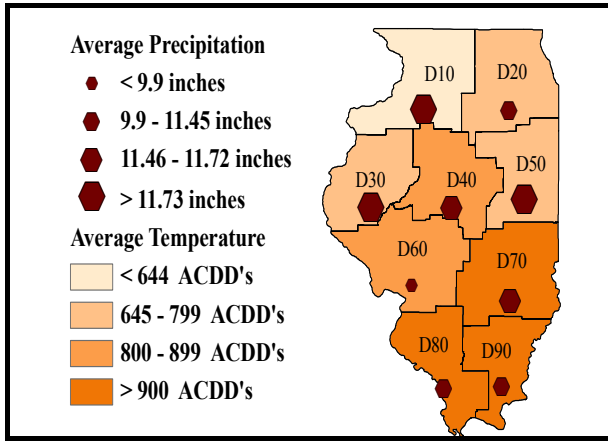 Average Precipitation
< 9.9 inches
9.9 - 11.45 inches
11.46 - 11.72 inches
> 11.73 inches
Average Temperature
< 644 ACDD's
645 - 799 ACDD's
800 - 899 ACDD's
> 900 ACDD's
D10
D20
D30
D40
D50
D60
D70
D80
D90